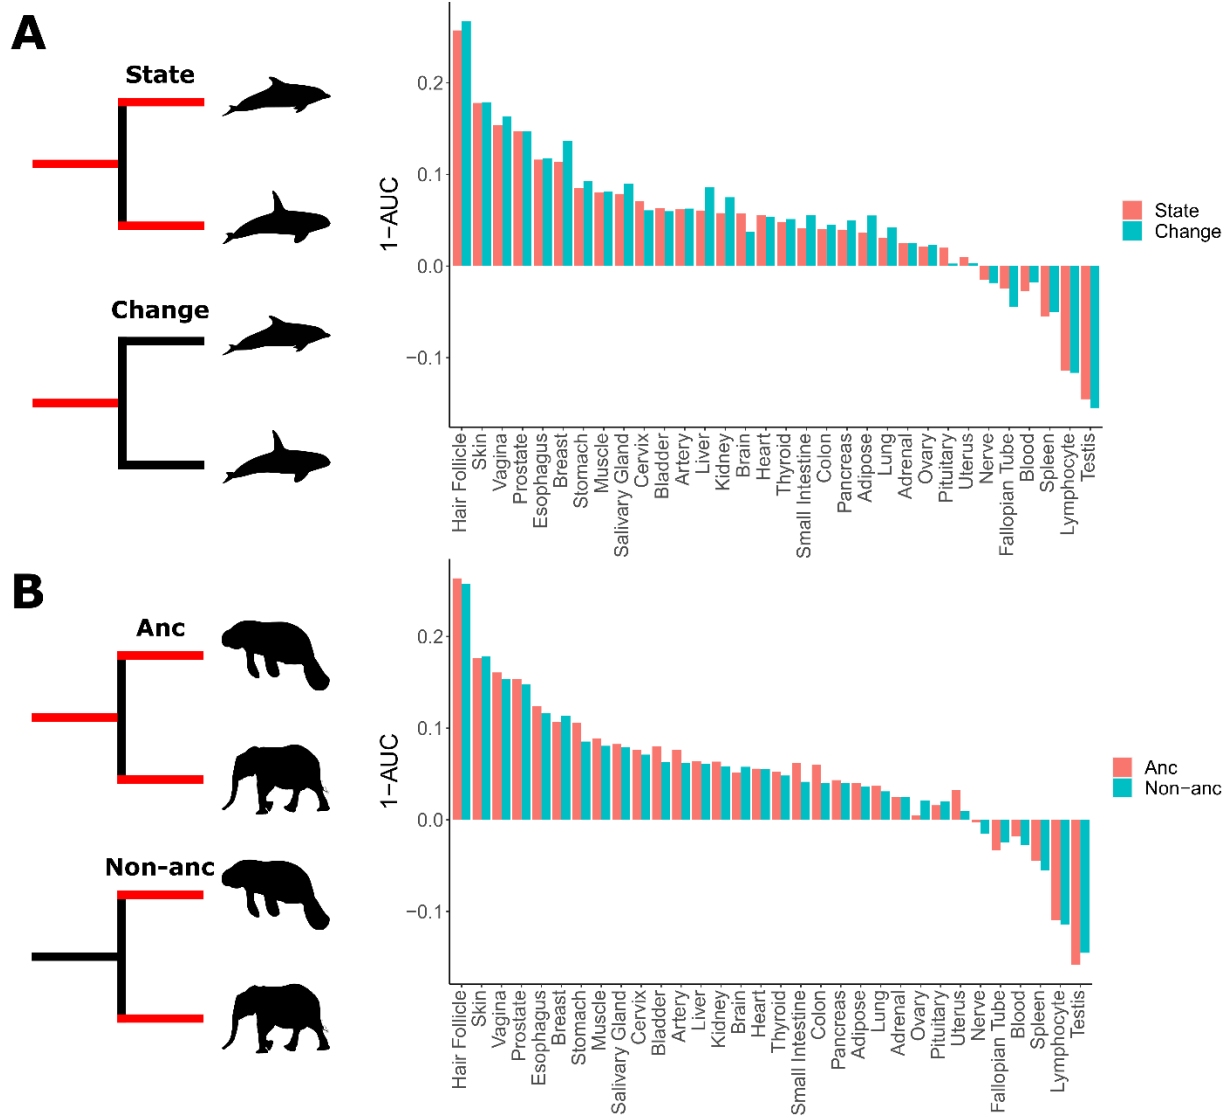 A
State
Change
1−AUC
0.2
0.1
0.0
−0.1
Hair Follicle
Skin
Vagina
Prostate
Esophagus
Breast
Stomach
Muscle
Salivary Gland
Cervix
Bladder
Artery
Liver
Kidney
Brain
Heart
Thyroid
Small Intestine
Colon
Pancreas
Adipose
Lung
Adrenal
Ovary
Pituitary
Uterus
Nerve
Fallopian Tube
Blood
Spleen
Lymphocyte
Testis
State
Change
B
Anc
Non-anc
1−AUC
0.2
0.1
0.0
−0.1
Hair Follicle
Skin
Vagina
Prostate
Esophagus
Breast
Stomach
Muscle
Salivary Gland
Cervix
Bladder
Artery
Liver
Kidney
Brain
Heart
Thyroid
Small Intestine
Colon
Pancreas
Adipose
Lung
Adrenal
Ovary
Pituitary
Uterus
Nerve
Fallopian Tube
Blood
Spleen
Lymphocyte
Testis
Anc
Non−anc